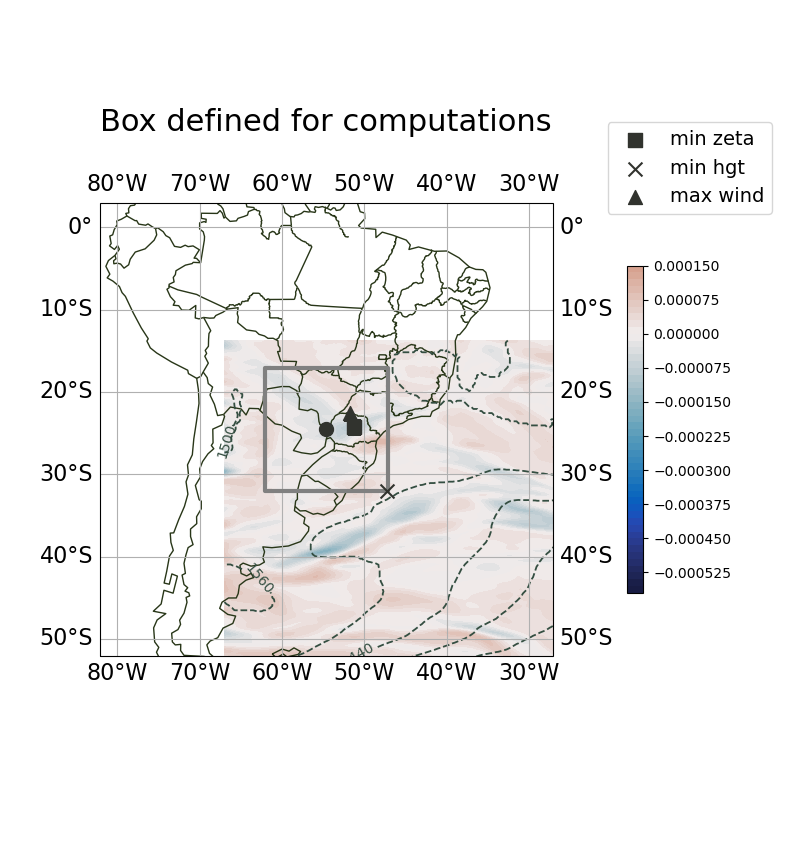 Box defined for computations
min zeta
min hgt
max wind
80°W 70°W 60°W 50°W 40°W 30°W
0° 0°
10°S 10°S
20°S 20°S
30°S 30°S
40°S 40°S
50°S 50°S
80°W 70°W 60°W 50°W 40°W 30°W
1500
1560
440
0.000150
0.000075
0.000000
−0.000075
−0.000150
−0.000225
−0.000300
−0.000375
−0.000450
−0.000525